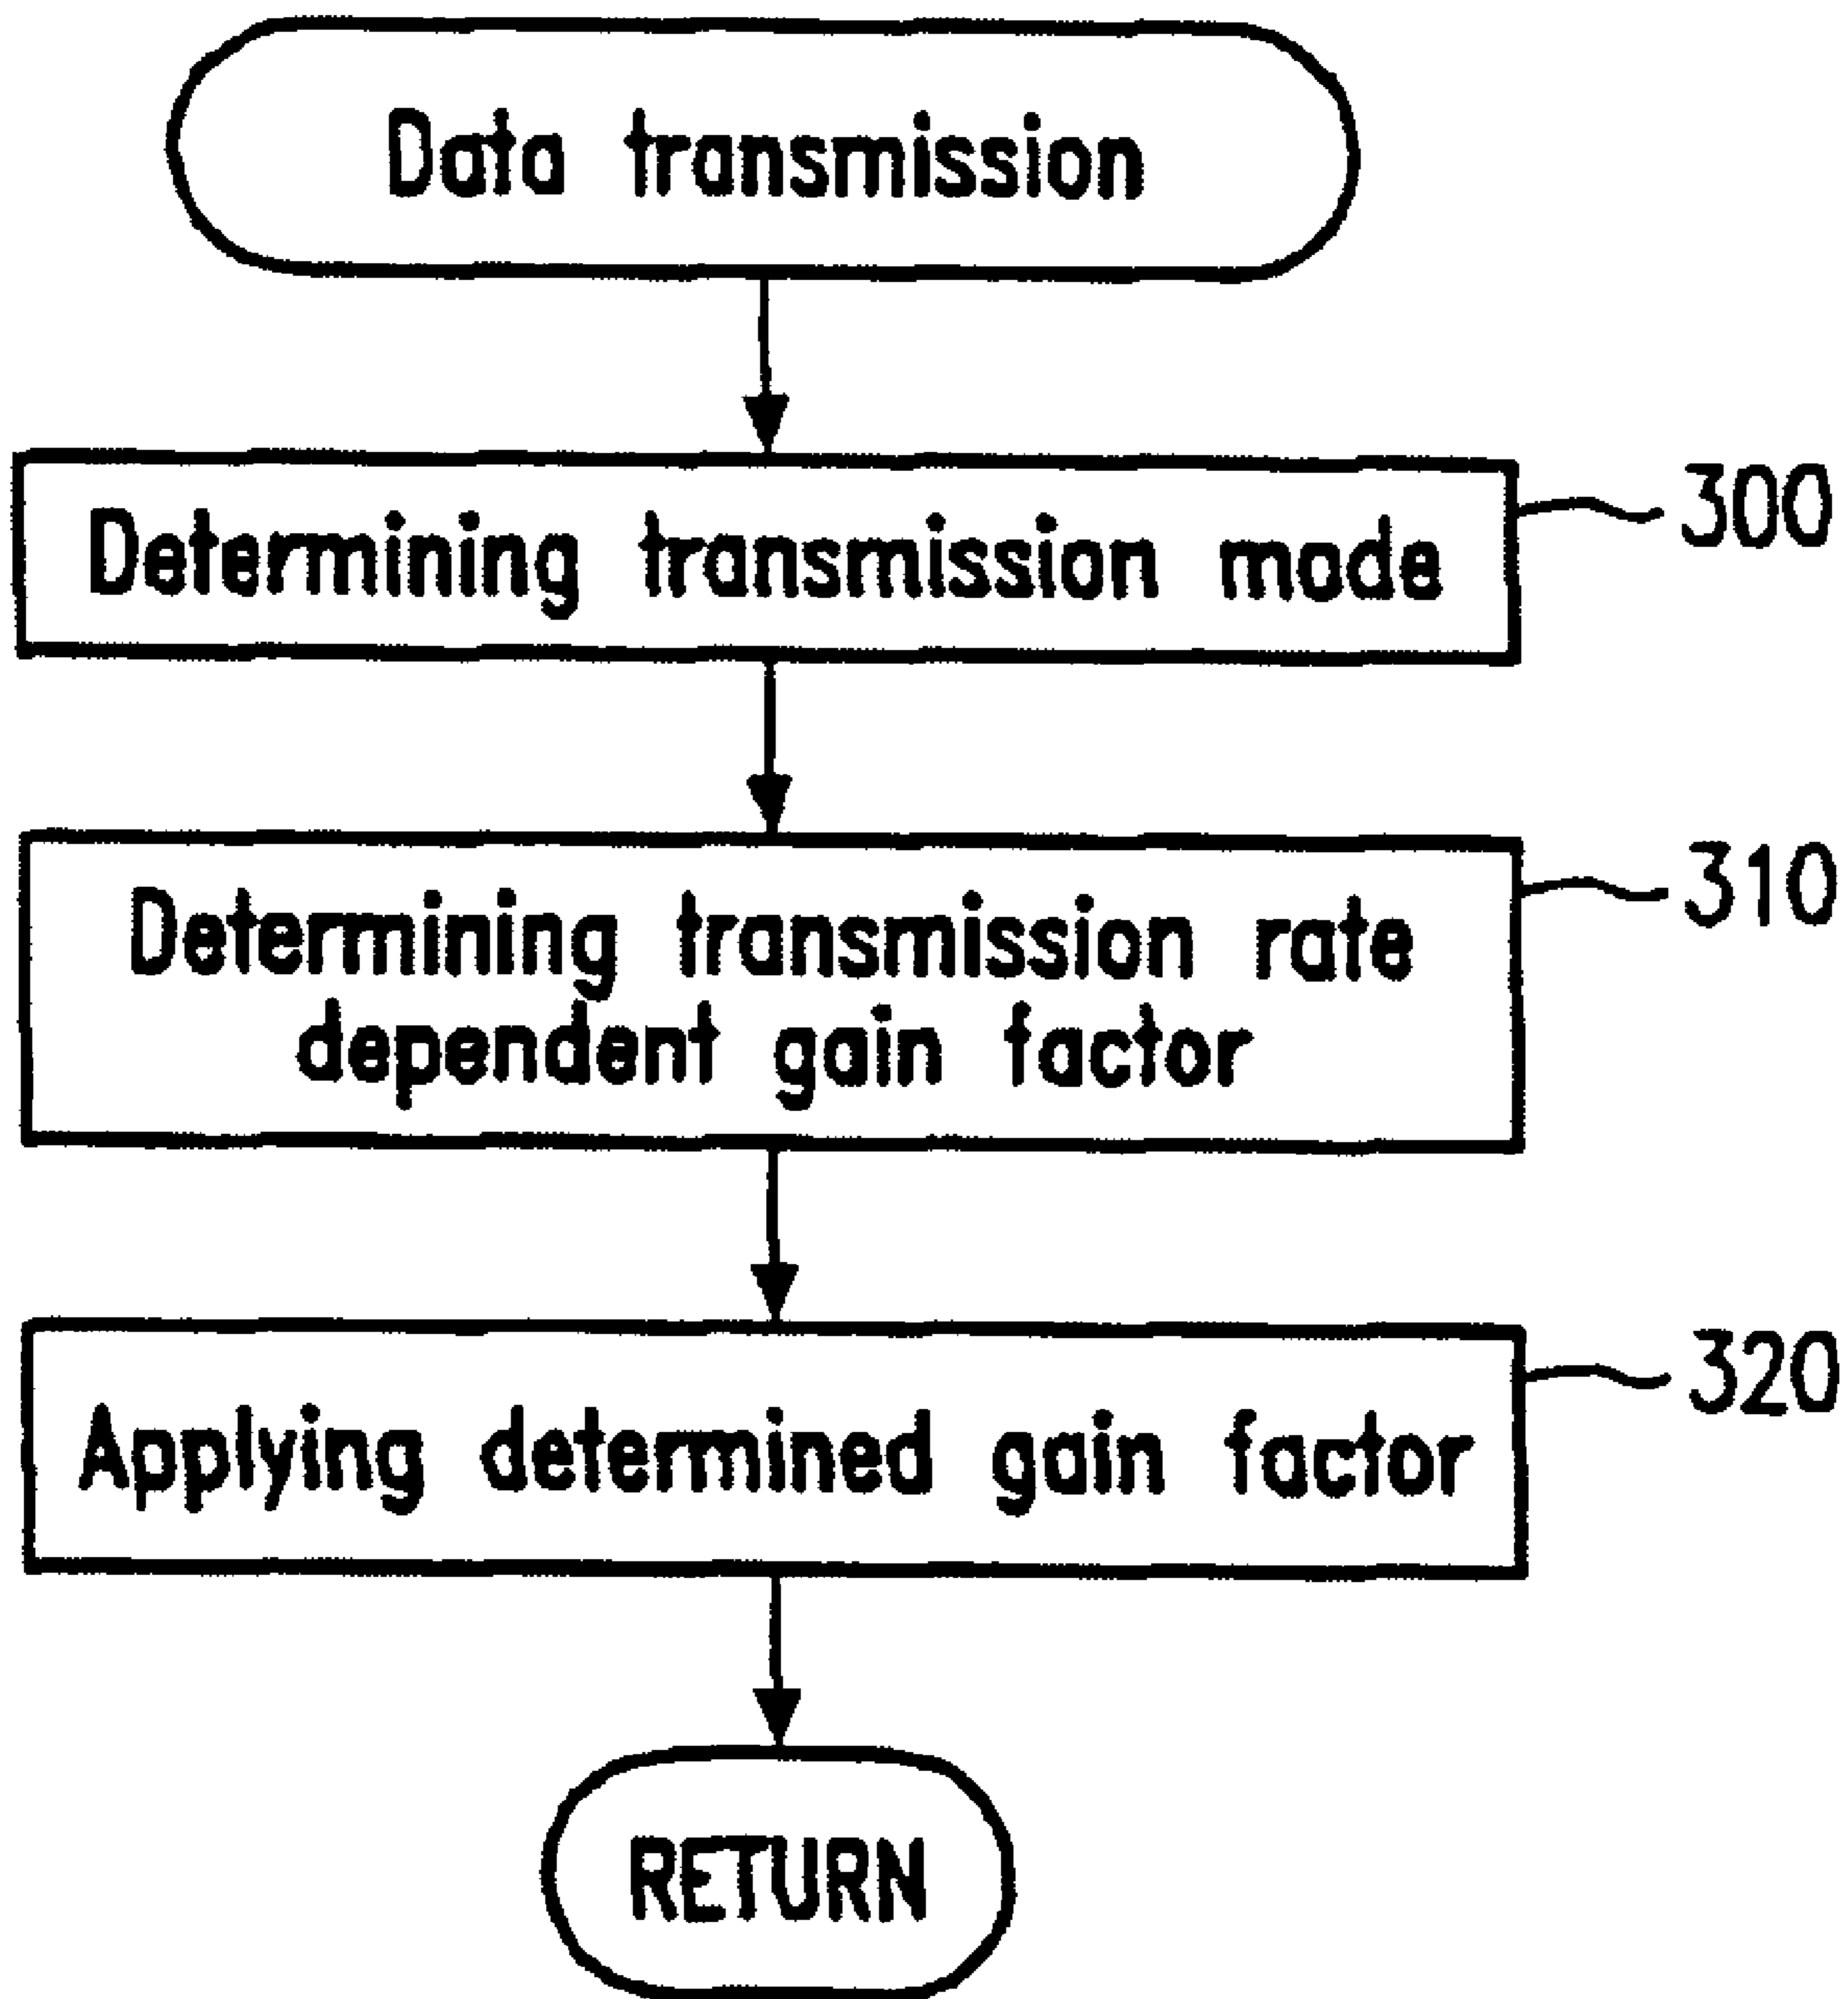 Data transmission
Determining transmission mode
300
Determining transmission rate
dependent gain factor
310
Applying determined gain factor
320
RETURN